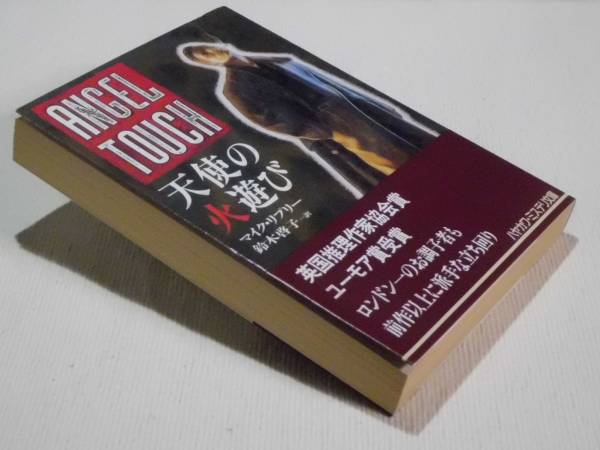 ANGEL
TOUCH
天使の
火遊び
マイク・リプリー
鈴木啓子=訳
英国推理作家協会賞
ユーモア賞受賞
ロンドン一のお調子者も
前作以上に派手な立ち回り
ハヤカワ・ミステリ文庫